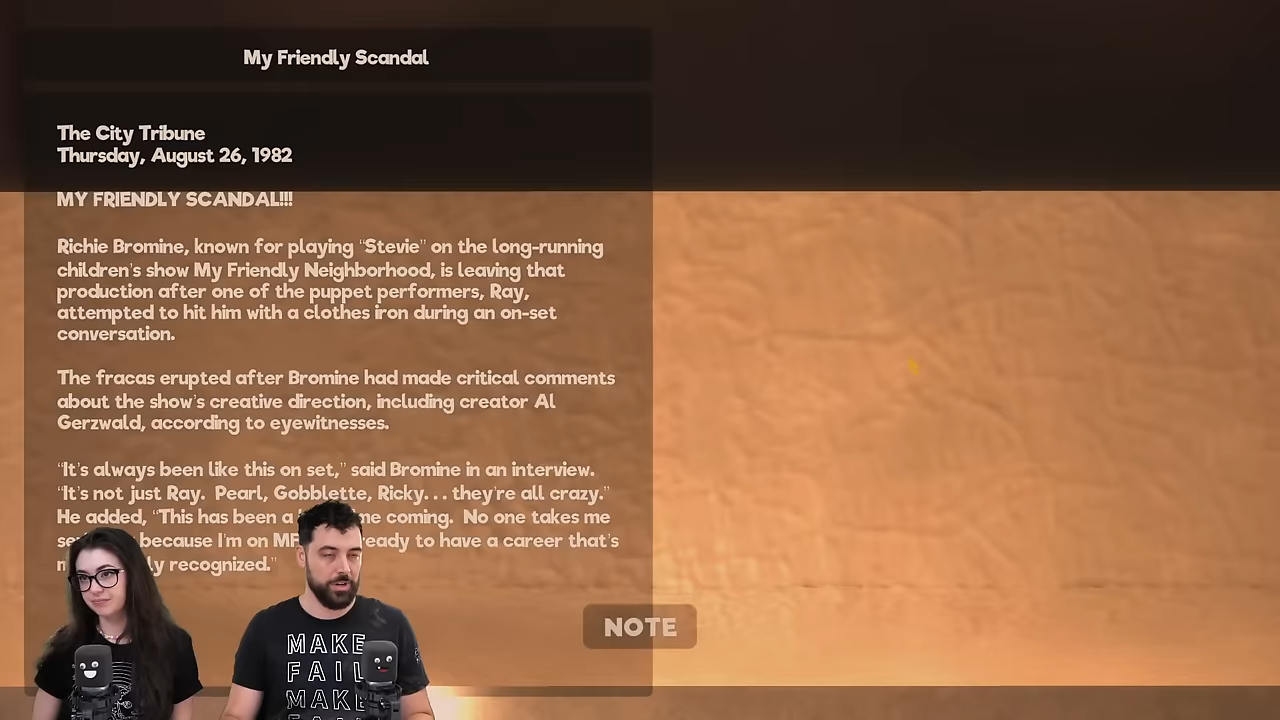 My Friendly Scandal
The City Tribune
Thursday, August 26, 1982
MY FRIENDLY SCANDAL!!!
Richie Bromine, known for playing “Stevie” on the long-running
children's show My Friendly Neighborhood, is leaving that
production after one of the puppet performers, Ray,
attempted to hit him with a clothes iron during an on-set
conversation.
The fracas erupted after Bromine had made critical comments
about the show's creative direction, including creator Al
Gerzwald, according to eyewitnesses.
“It's always been like this on set,” said Bromine in an interview.
“It's not just Ray.  Pearl, Gobblette, Ricky... they're all crazy.”
He added, “This has been a coming.  No one takes me
because I'm on to have a career that's
recognized.”
NOTE
MAKE
FAIL
MAKE